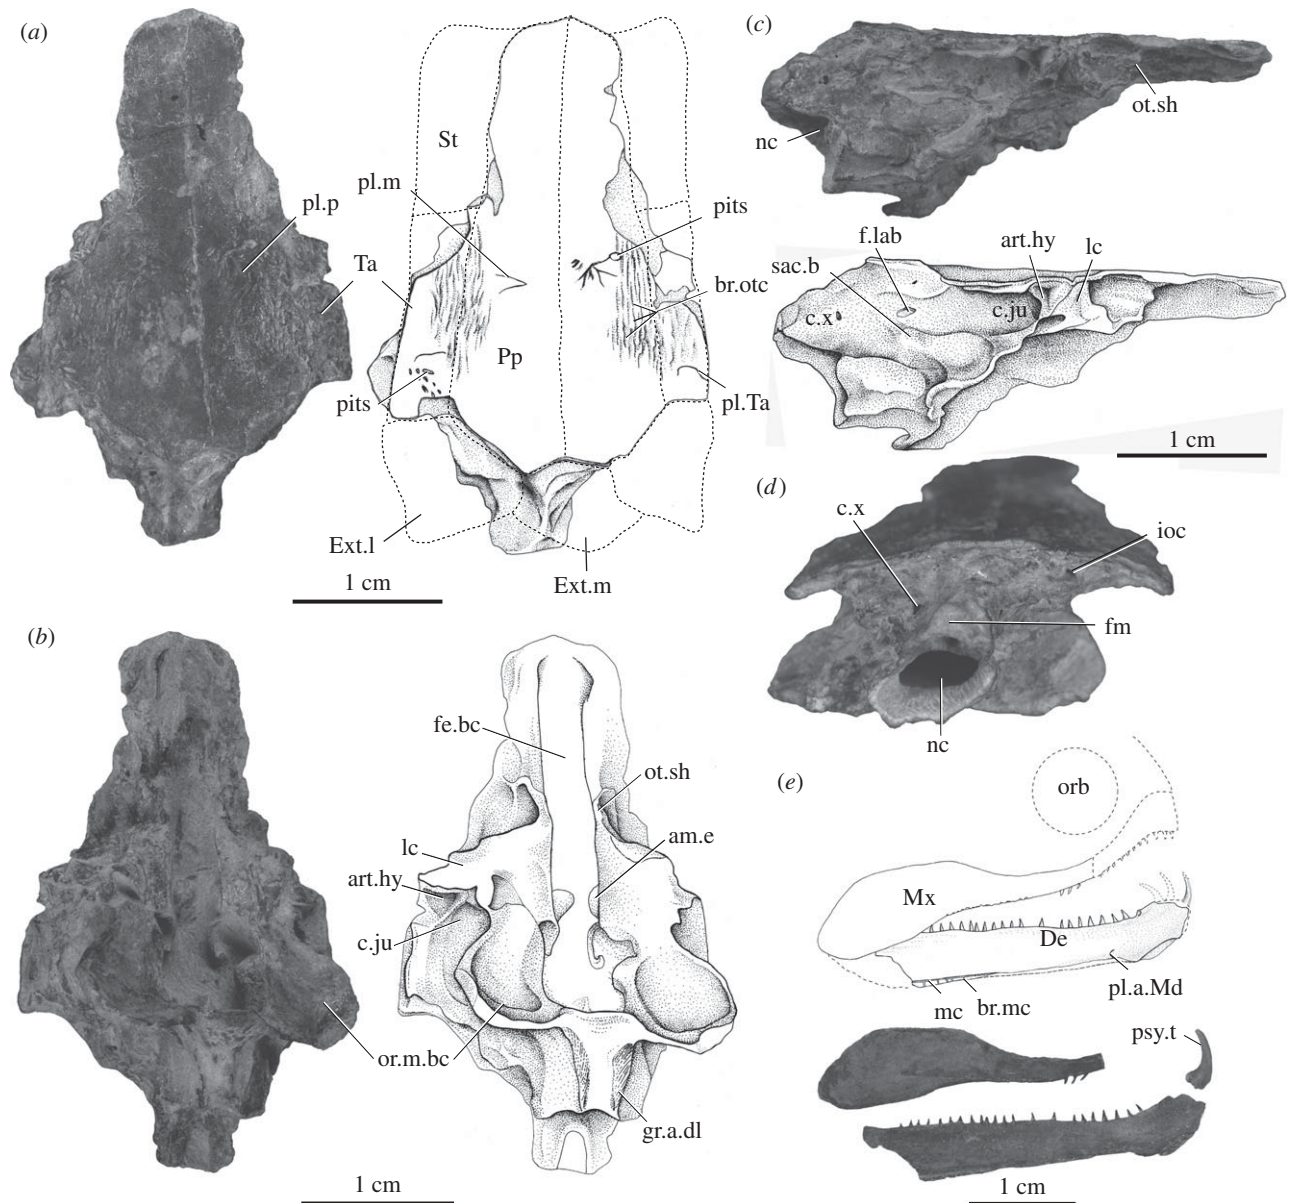 (a)
St
pl.m
pl.p
Ta
pits
pits
br.otc
Pp
pl.Ta
Ext.l
Ext.m
1 cm
(b)
fe.bc
ot.sh
lc
am.e
art.hy
c.ju
or.m.bc
gr.a.dl
1 cm
(c)
ot.sh
nc
f.lab
art.hy
lc
sac.b
c.x
c.ju
1 cm
(d)
c.x
ioc
fm
nc
(e)
orb
Mx
De
pl.a.Md
mc
br.mc
psy.t
1 cm